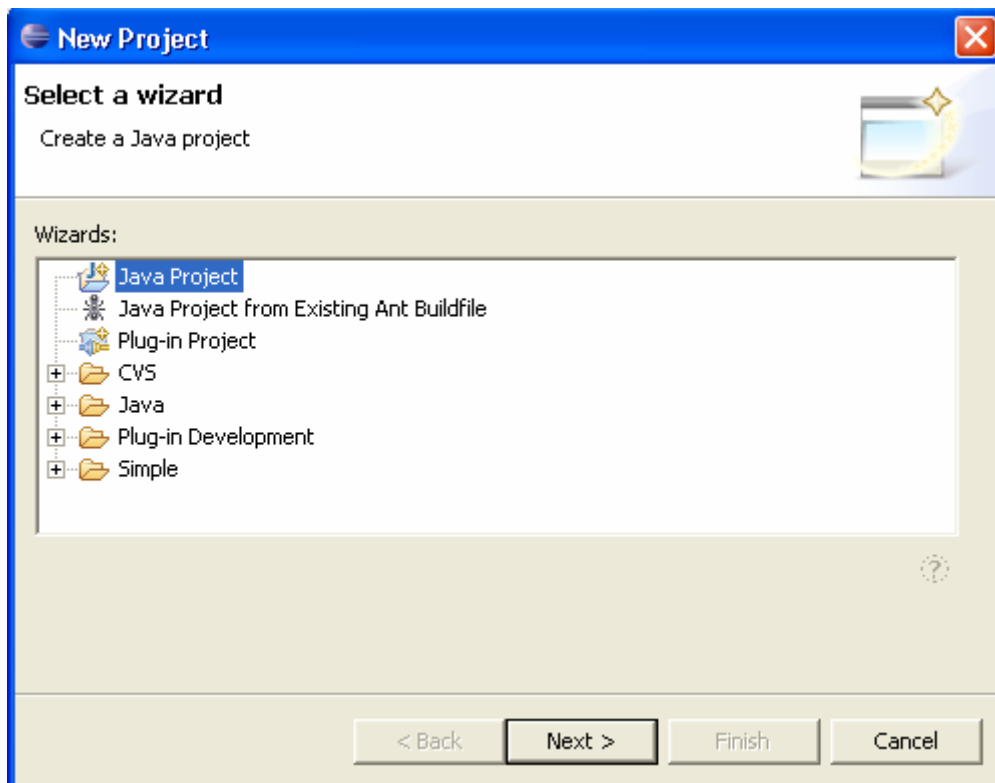 New Project
Select a wizard
Create a Java project
Wizards:
Java Project
Java Project from Existing Ant Buildfile
Plug-in Project
CVS
Java
Plug-in Development
Simple
?
< Back Next > Finish Cancel